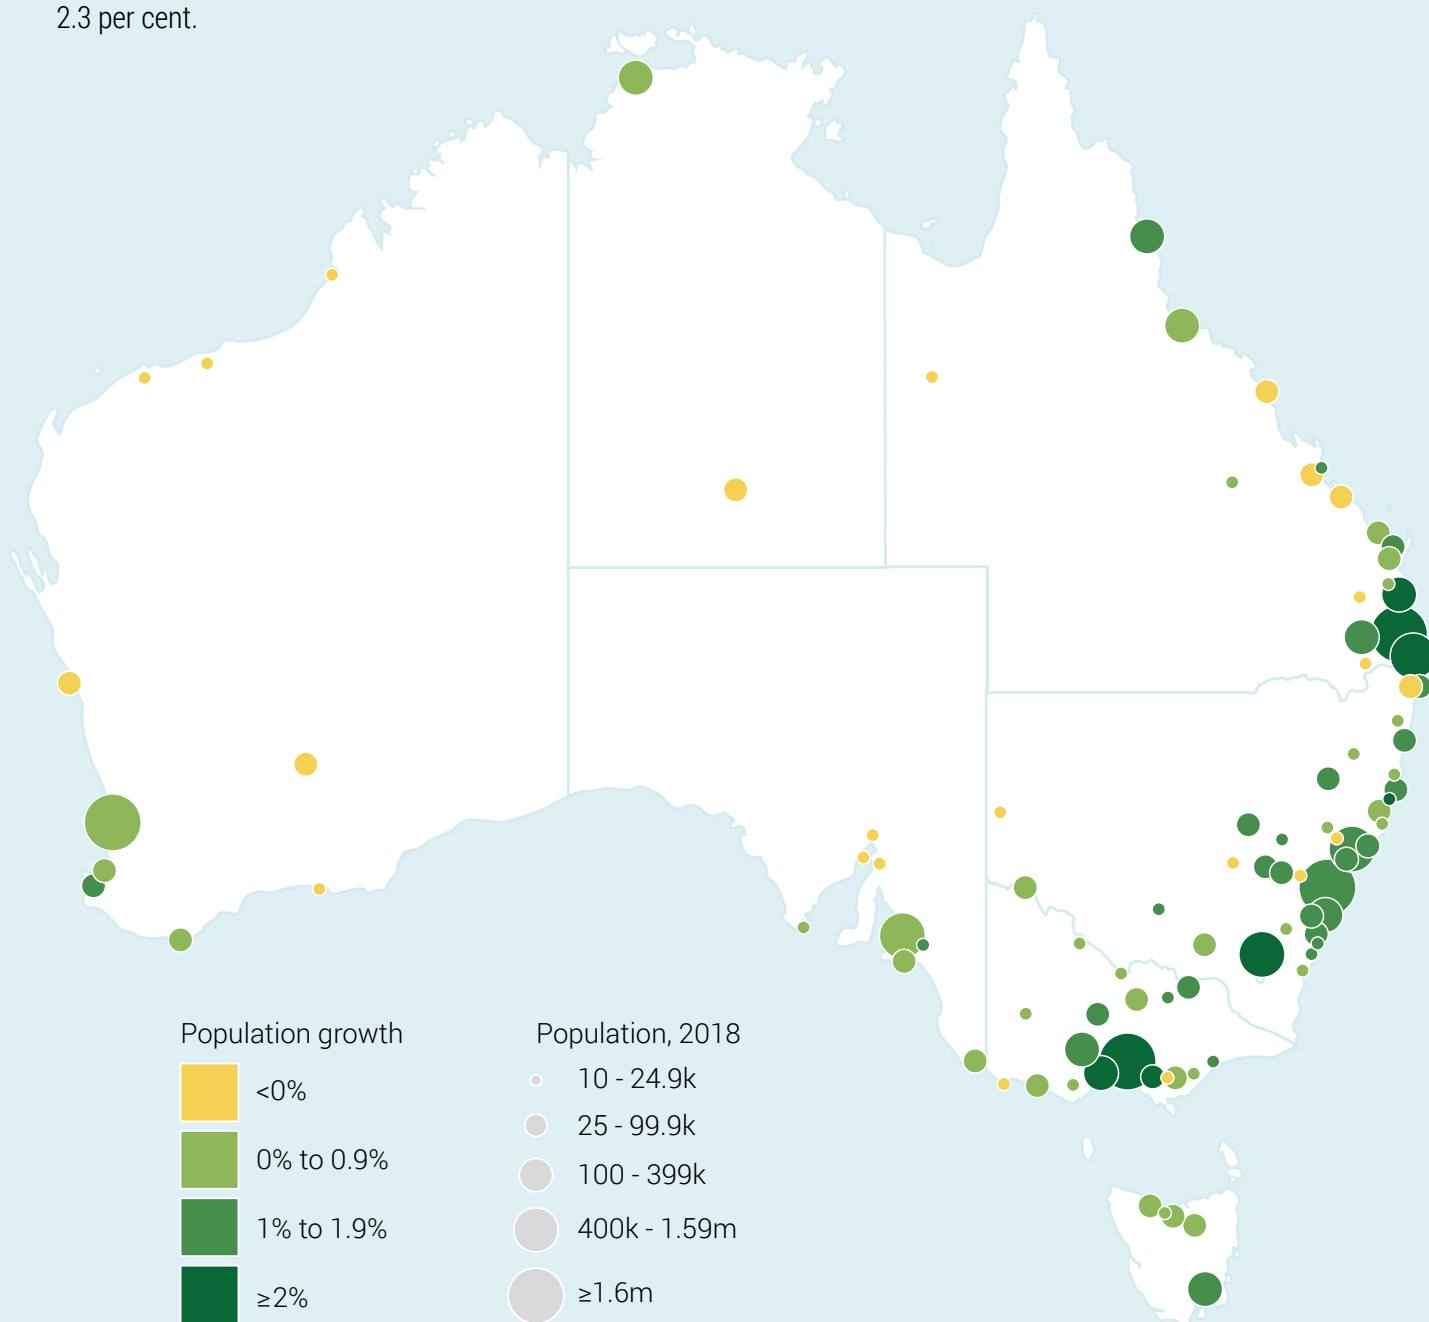 2.3 per cent.
Population growth
<0%
0% to 0.9%
1% to 1.9%
≥2%
Population, 2018
10 - 24.9k
25 - 99.9k
100 - 399k
400k - 1.59m
≥1.6m